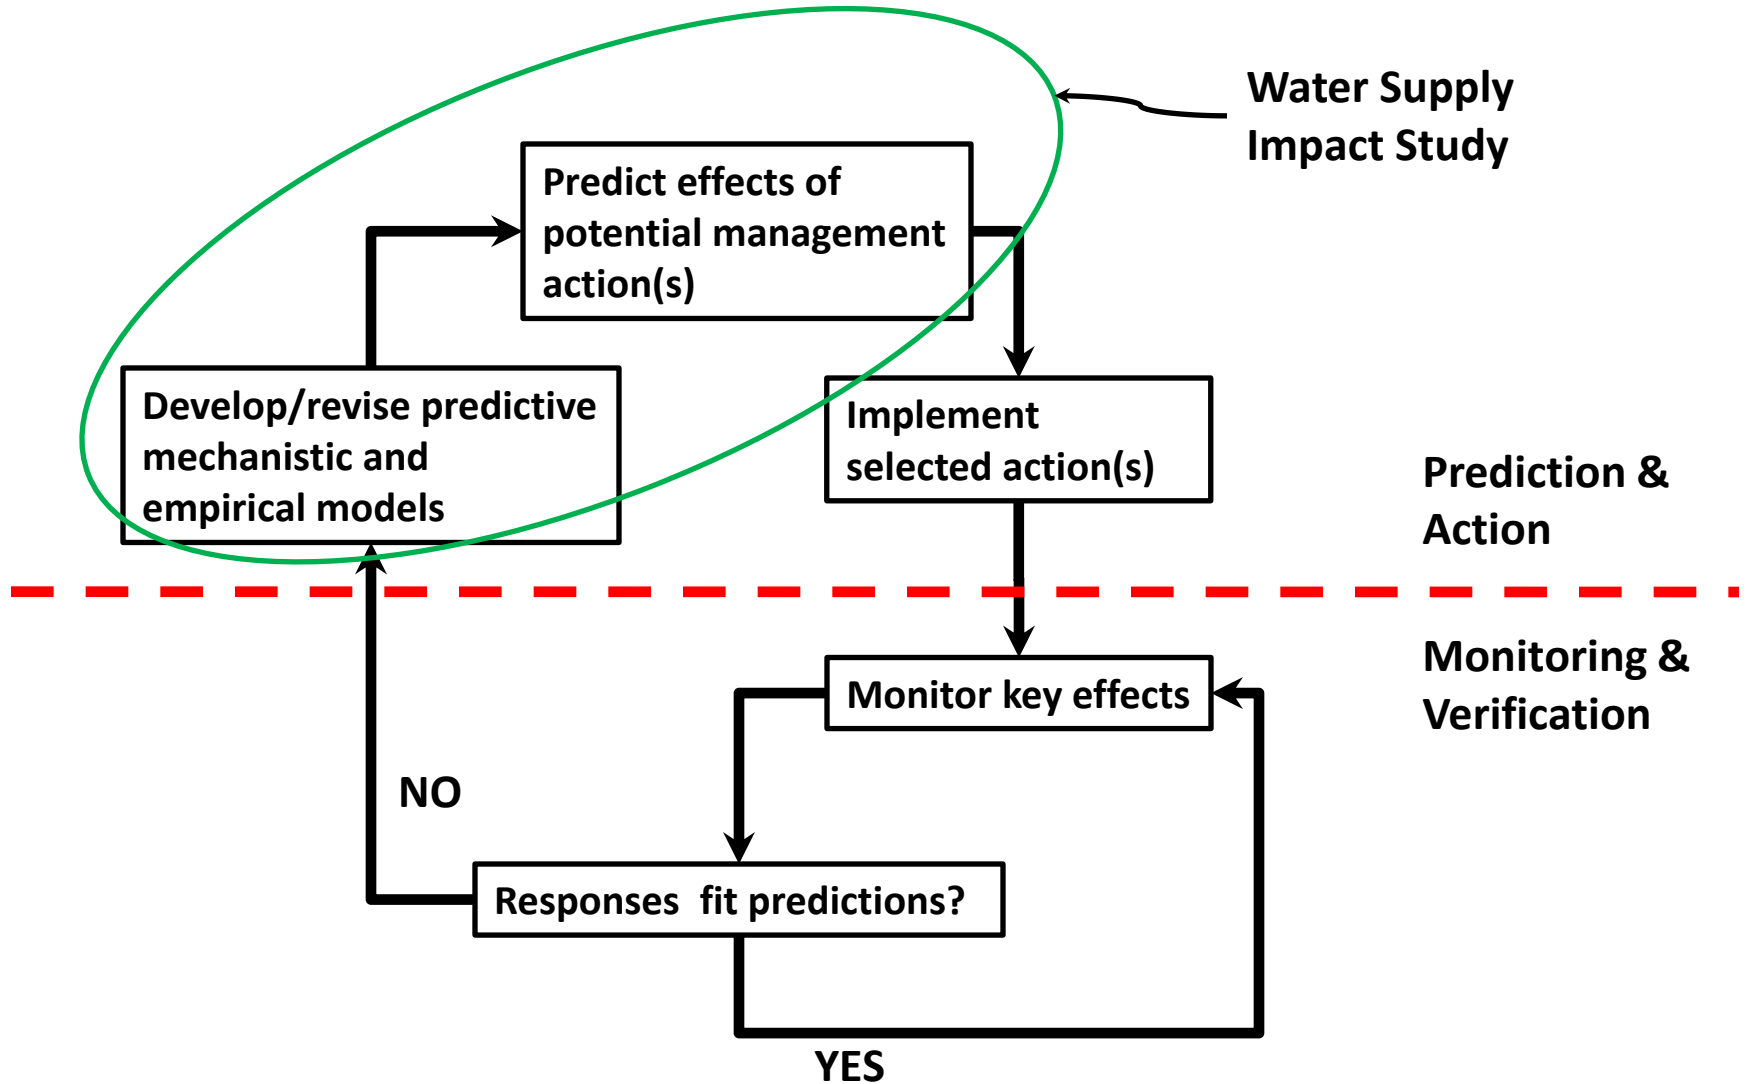 Water Supply
Impact Study
Predict effects of
potential management
action(s)
Develop/revise predictive
mechanistic and
empirical models
Implement
selected action(s)
Prediction &
Action
Monitoring &
Verification
Monitor key effects
NO
Responses  fit predictions?
YES